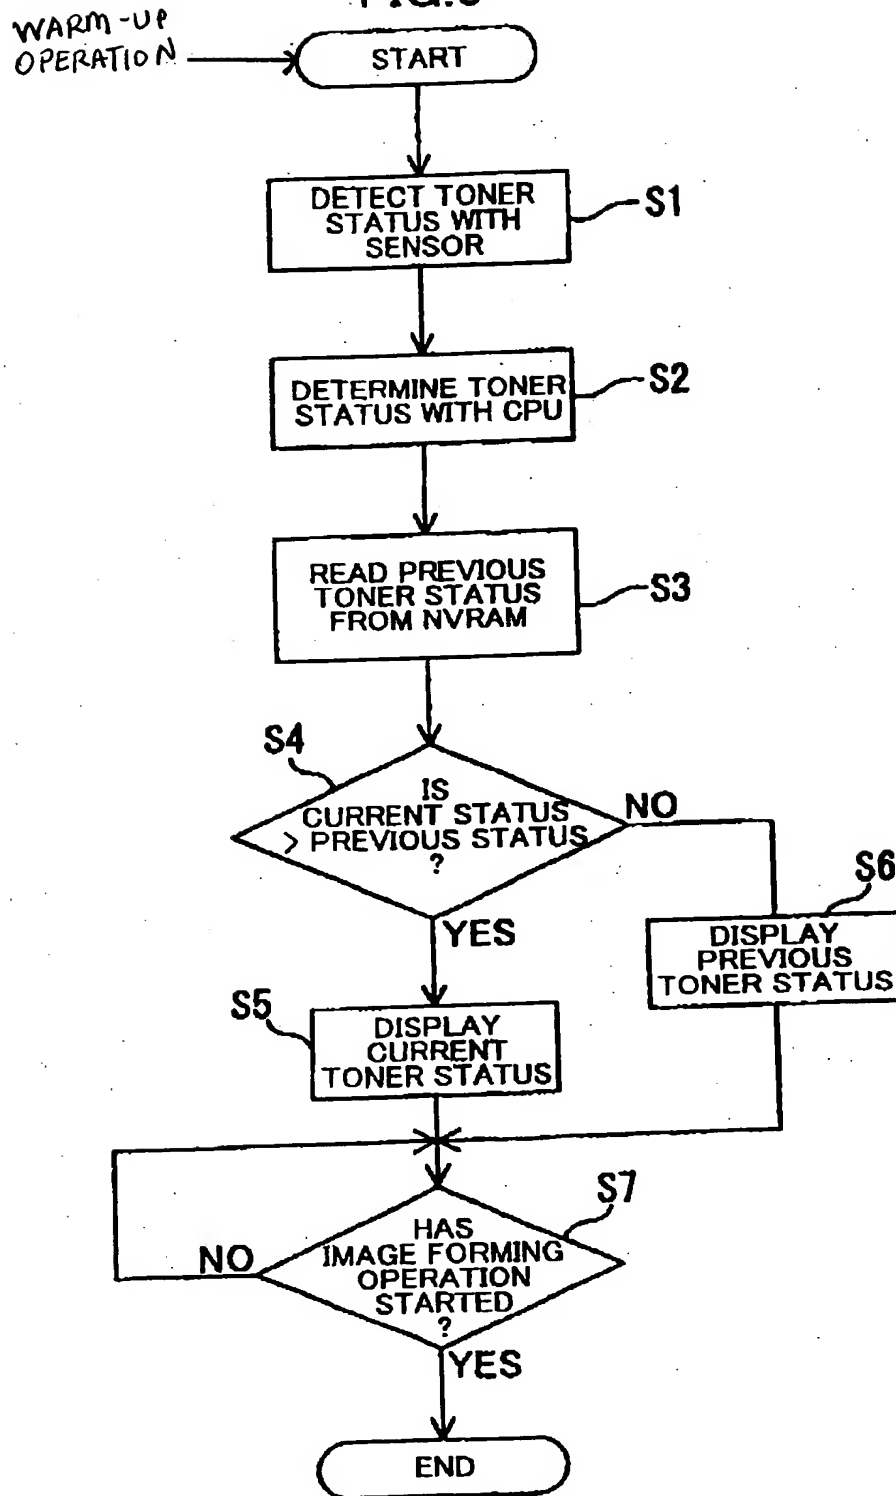 WARM-UP
OPERATION
START
DETECT TONER
STATUS WITH
SENSOR
S1
DETERMINE TONER
STATUS WITH CPU
S2
READ PREVIOUS
TONER STATUS
FROM NVRAM
S3
S4
IS
CURRENT STATUS
> PREVIOUS STATUS
?
NO
YES
S6
DISPLAY
PREVIOUS
TONER STATUS
S5
DISPLAY
CURRENT
TONER STATUS
S7
HAS
IMAGE FORMING
OPERATION
STARTED
?
NO
YES
END